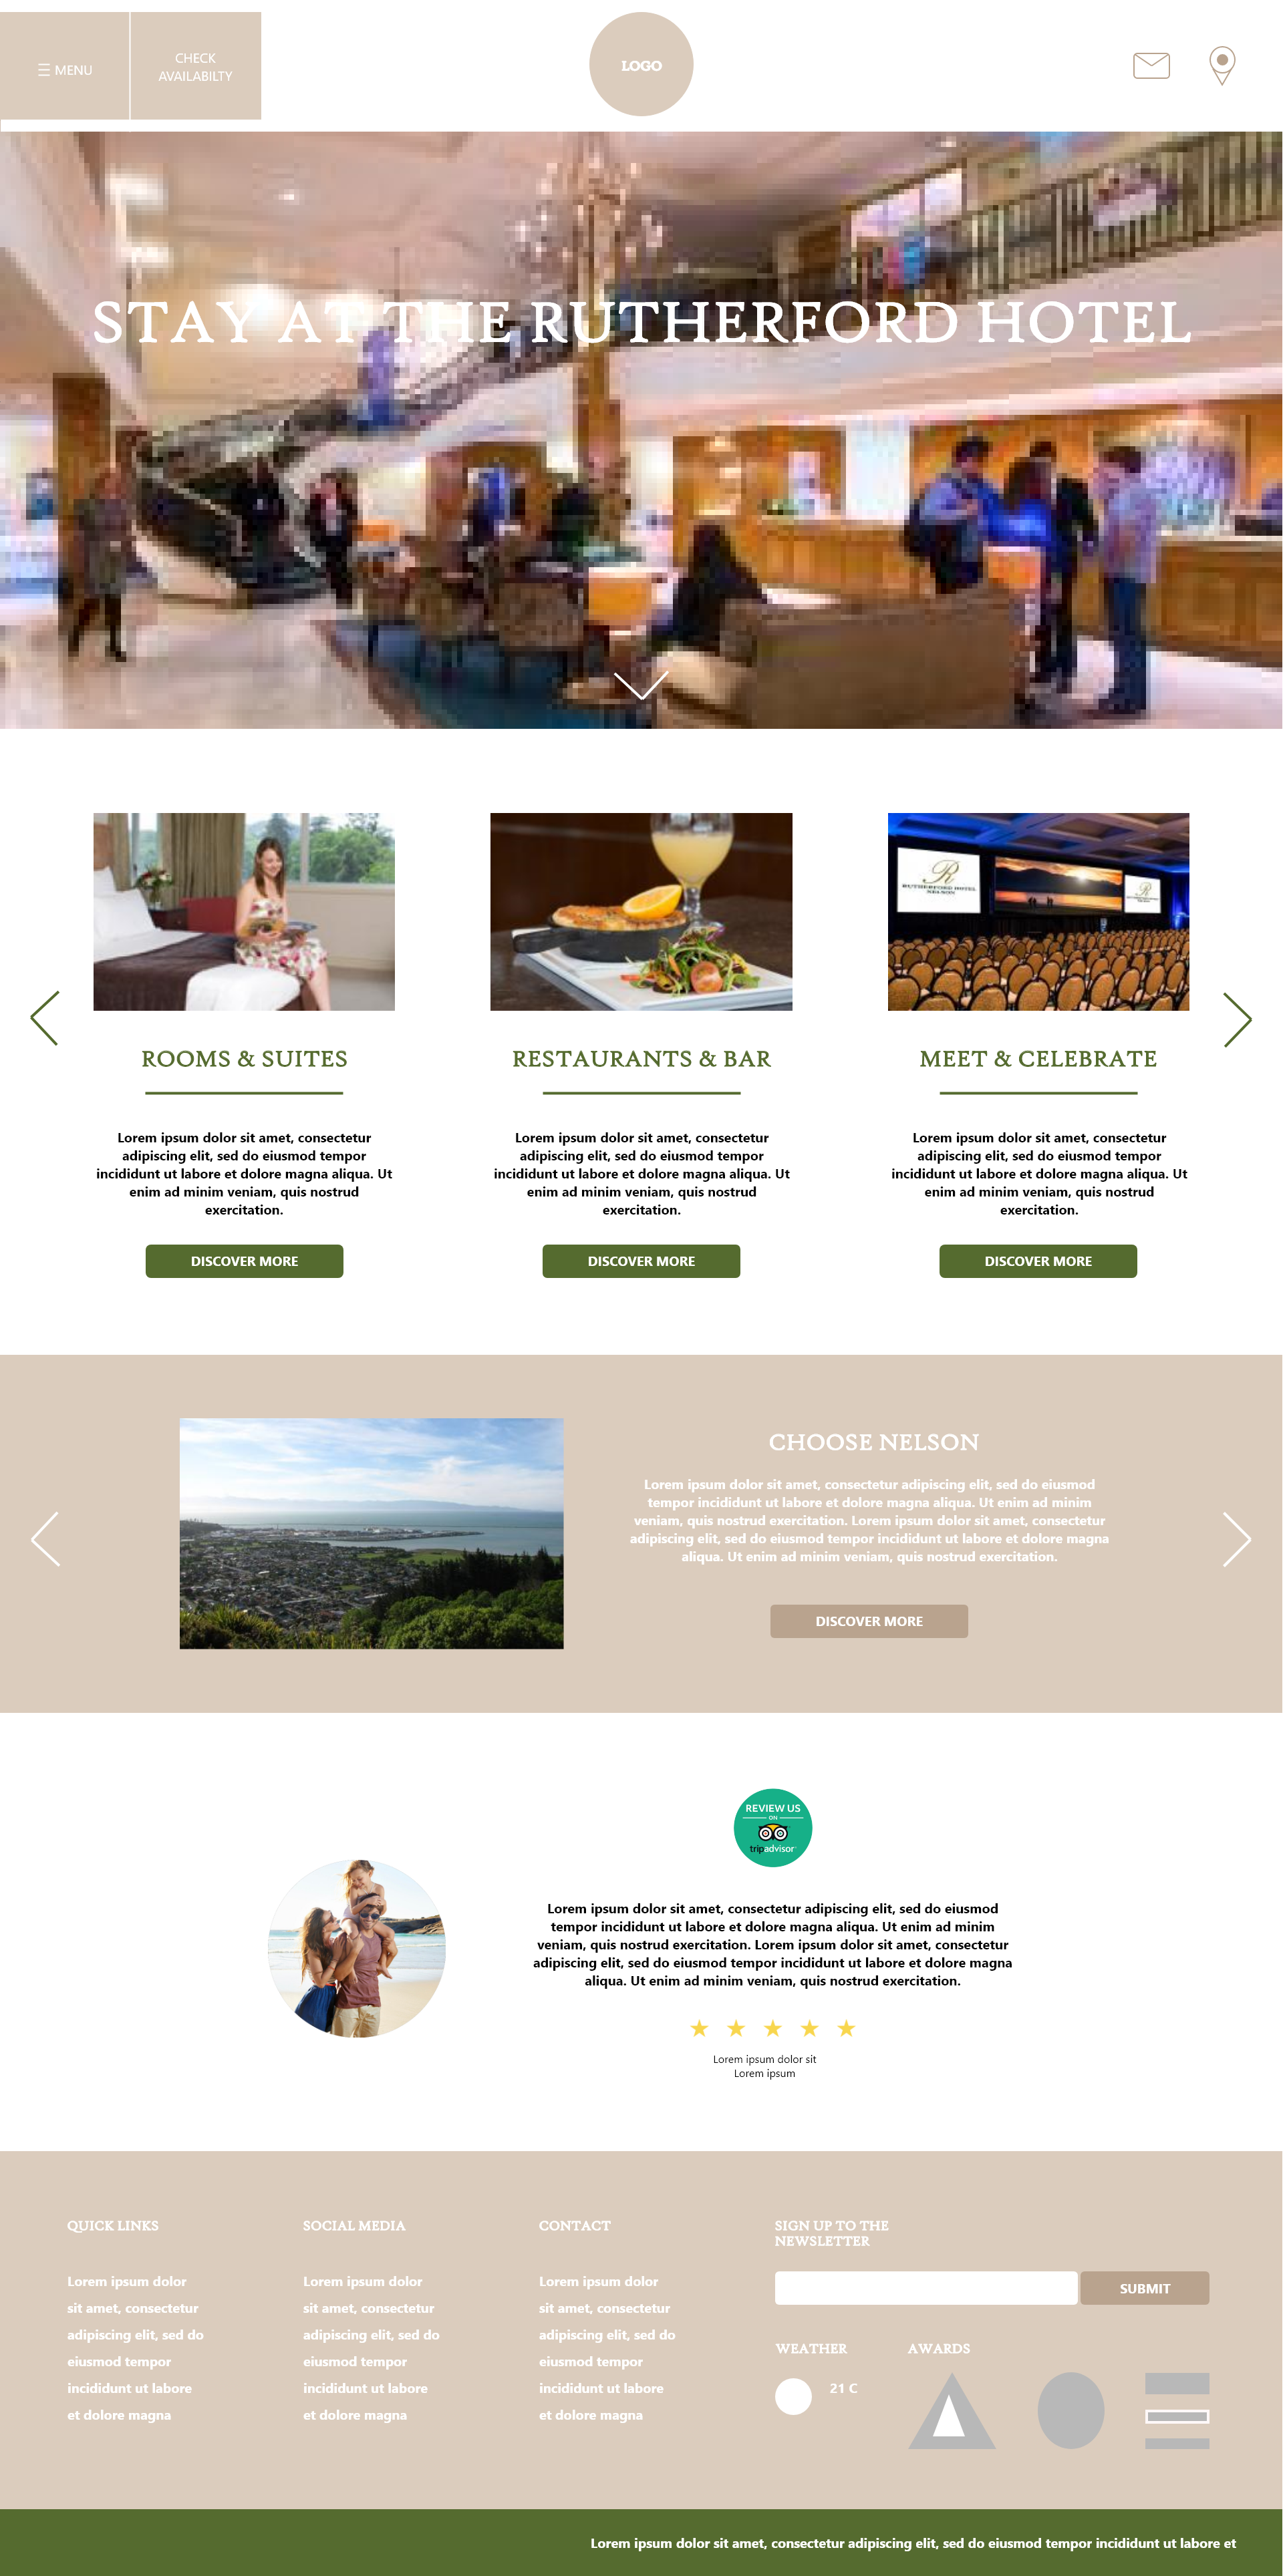 ☰ MENU
CHECK
AVAILABILTY
LOGO
STAY AT THE RUTHERFORD HOTEL
R
RUTHERFORD HOTEL
NELSON
R
ROOMS & SUITES
Lorem ipsum dolor sit amet, consectetur
adipiscing elit, sed do eiusmod tempor
incididunt ut labore et dolore magna aliqua. Ut
enim ad minim veniam, quis nostrud
exercitation.
DISCOVER MORE
RESTAURANTS & BAR
Lorem ipsum dolor sit amet, consectetur
adipiscing elit, sed do eiusmod tempor
incididunt ut labore et dolore magna aliqua. Ut
enim ad minim veniam, quis nostrud
exercitation.
DISCOVER MORE
MEET & CELEBRATE
Lorem ipsum dolor sit amet, consectetur
adipiscing elit, sed do eiusmod tempor
incididunt ut labore et dolore magna aliqua. Ut
enim ad minim veniam, quis nostrud
exercitation.
DISCOVER MORE
CHOOSE NELSON
Lorem ipsum dolor sit amet, consectetur adipiscing elit, sed do eiusmod
tempor incididunt ut labore et dolore magna aliqua. Ut enim ad minim
veniam, quis nostrud exercitation. Lorem ipsum dolor sit amet, consectetur
adipiscing elit, sed do eiusmod tempor incididunt ut labore et dolore magna
aliqua. Ut enim ad minim veniam, quis nostrud exercitation.
DISCOVER MORE
REVIEW US
ON
tripadvisor
Lorem ipsum dolor sit amet, consectetur adipiscing elit, sed do eiusmod
tempor incididunt ut labore et dolore magna aliqua. Ut enim ad minim
veniam, quis nostrud exercitation. Lorem ipsum dolor sit amet, consectetur
adipiscing elit, sed do eiusmod tempor incididunt ut labore et dolore magna
aliqua. Ut enim ad minim veniam, quis nostrud exercitation.
Lorem ipsum dolor sit
Lorem ipsum
QUICK LINKS
Lorem ipsum dolor
sit amet, consectetur
adipiscing elit, sed do
eiusmod tempor
incididunt ut labore
et dolore magna
SOCIAL MEDIA
Lorem ipsum dolor
sit amet, consectetur
adipiscing elit, sed do
eiusmod tempor
incididunt ut labore
et dolore magna
CONTACT
Lorem ipsum dolor
sit amet, consectetur
adipiscing elit, sed do
eiusmod tempor
incididunt ut labore
et dolore magna
SIGN UP TO THE
NEWSLETTER
SUBMIT
WEATHER
21 C
AWARDS
Lorem ipsum dolor sit amet, consectetur adipiscing elit, sed do eiusmod tempor incididunt ut labore et